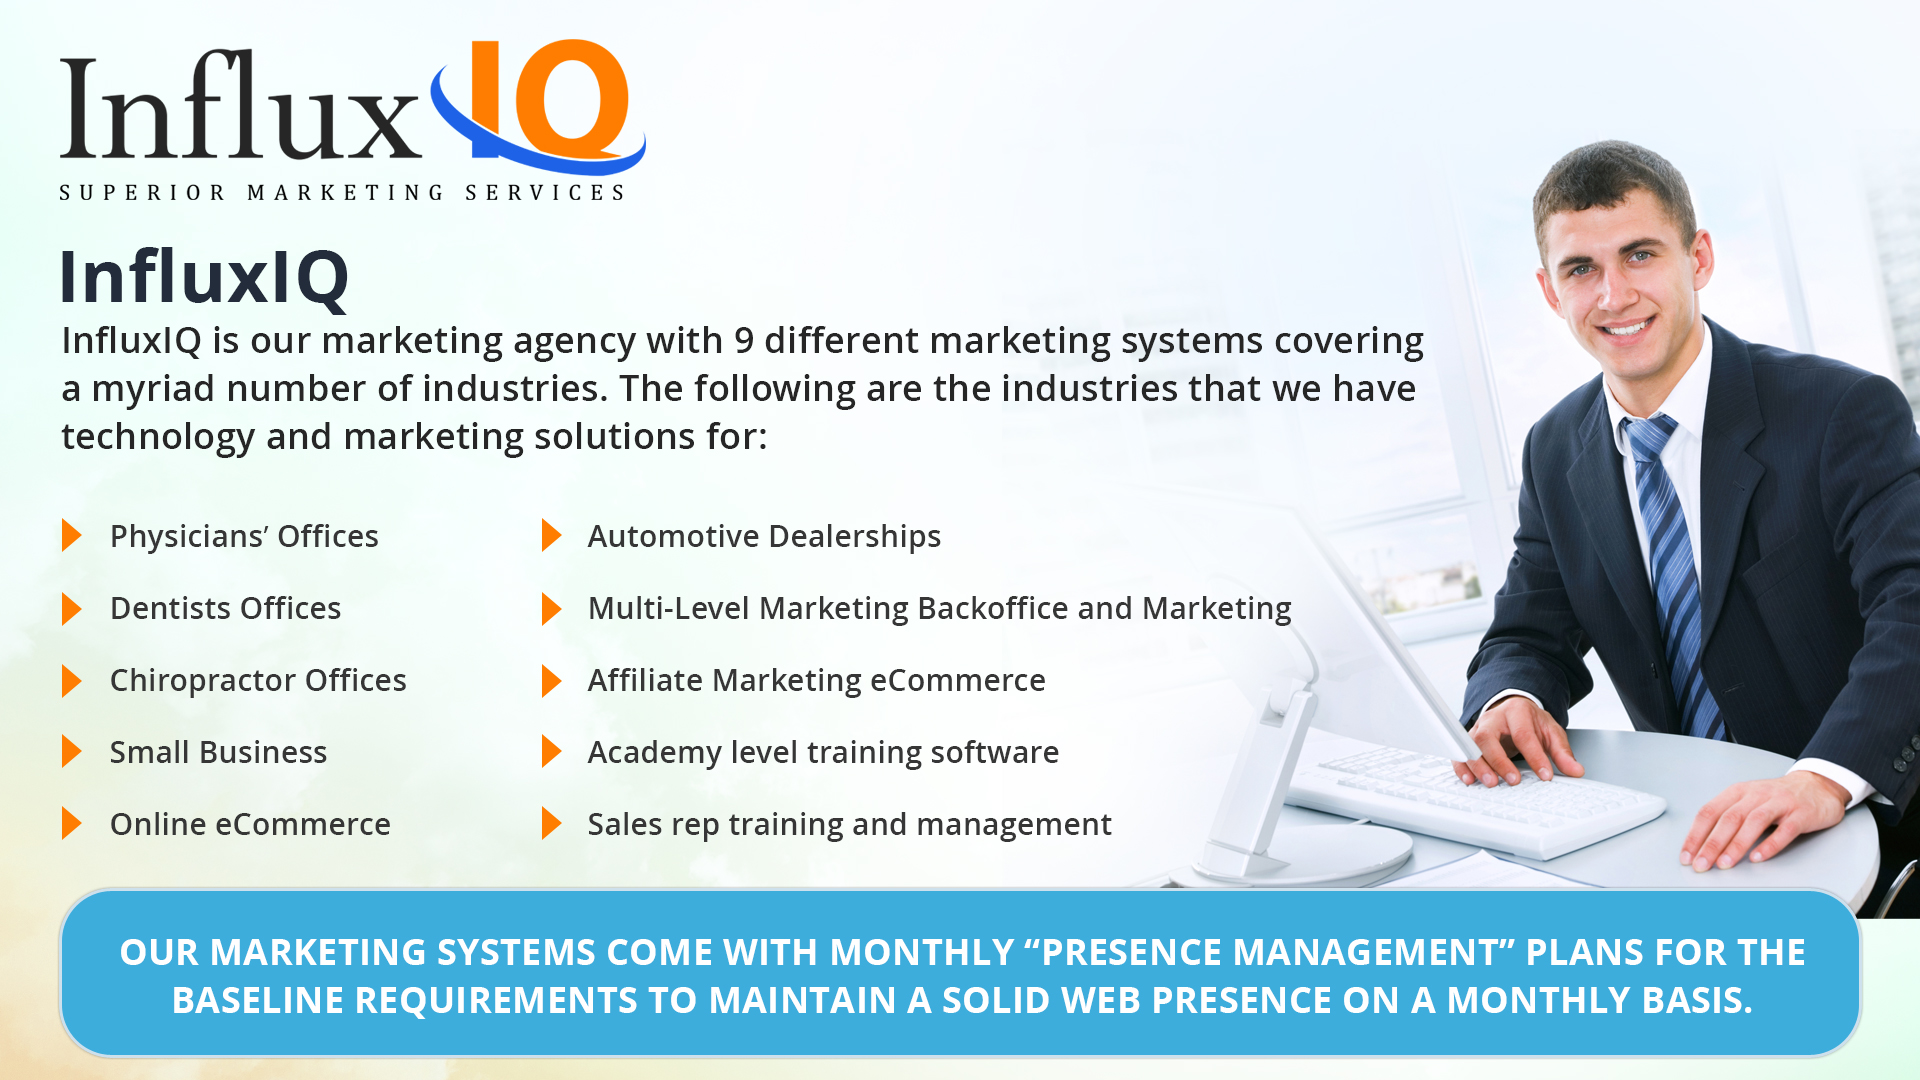 Influx IQ
SUPERIOR MARKETING SERVICES
InfluxIQ
InfluxIQ is our marketing agency with 9 different marketing systems covering
a myriad number of industries. The following are the industries that we have
technology and marketing solutions for:
Physicians’ Offices
Dentists Offices
Chiropractor Offices
Small Business
Online eCommerce
Automotive Dealerships
Multi-Level Marketing Backoffice and Marketing
Affiliate Marketing eCommerce
Academy level training software
Sales rep training and management
OUR MARKETING SYSTEMS COME WITH MONTHLY “PRESENCE MANAGEMENT” PLANS FOR THE
BASELINE REQUIREMENTS TO MAINTAIN A SOLID WEB PRESENCE ON A MONTHLY BASIS.